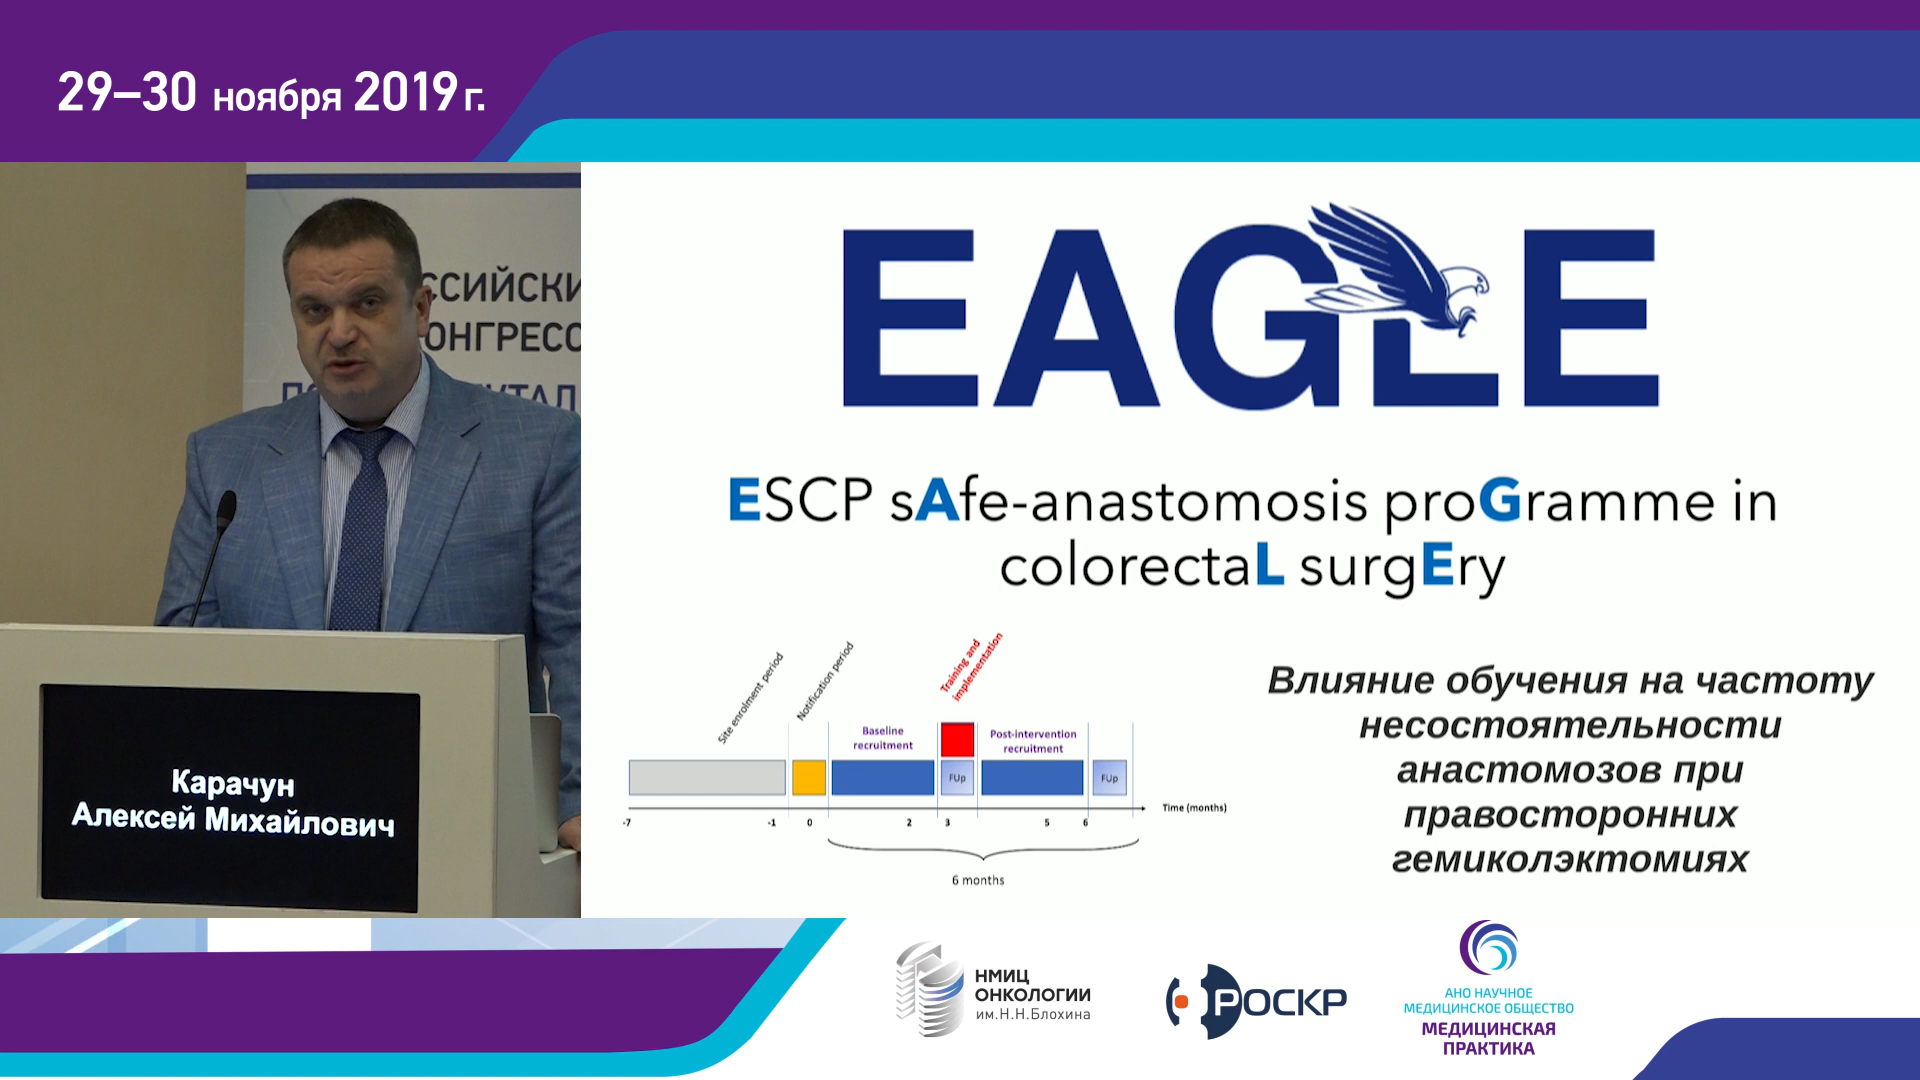 29–30 ноября 2019 г.
ССИЙСКИ
ОНГРЕСС
EAGLE
ESCP sAfe-anastomosis proGramme in
colorectaL surgEry
Site enrolment period
Notification period
Training and
implementation
Baseline
recruitment
Post-intervention
recruitment
FUp
FUp
Time (months)
-7
-1
0
2
3
5
6
6 months
Влияние обучения на частоту
несостоятельности
анастомозов при
правосторонних
гемиколэктомиях
Карачун
Алексей Михайлович
НМИЦ
ОНКОЛОГИИ
им.Н.Н.Блохина
РОСКР
АНО НАУЧНОЕ
МЕДИЦИНСКОЕ ОБЩЕСТВО
МЕДИЦИНСКАЯ
ПРАКТИКА